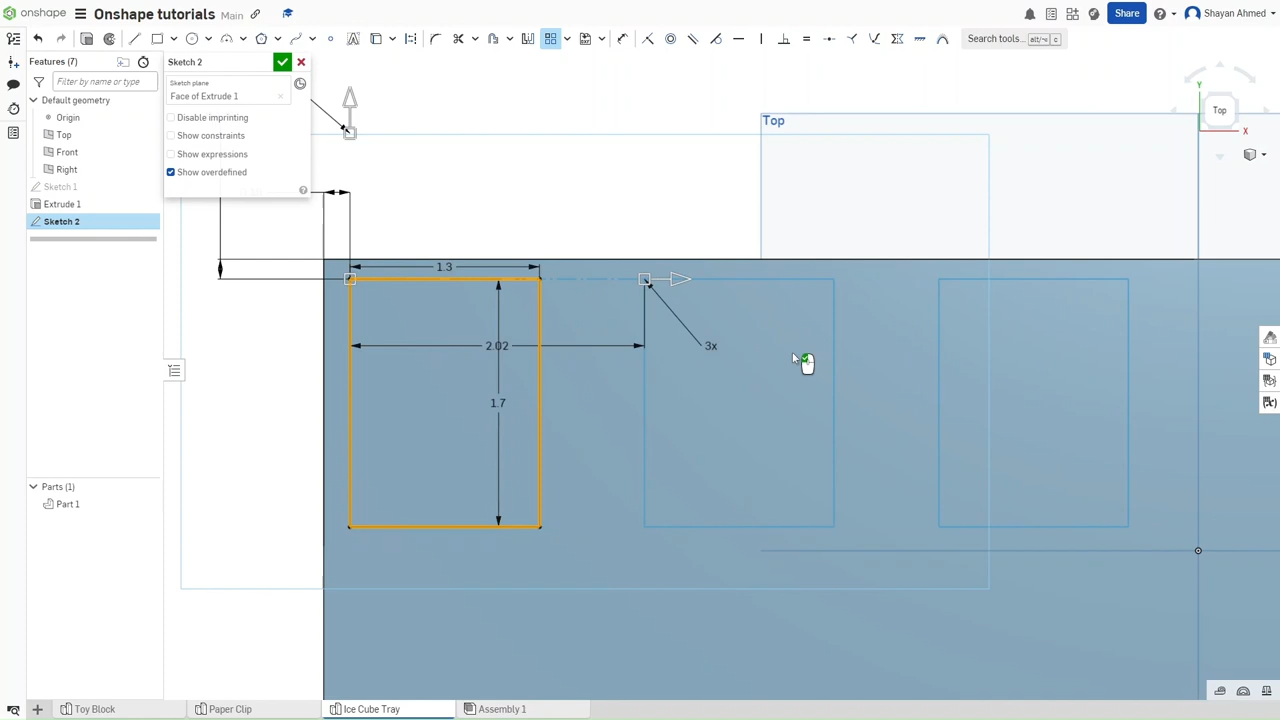 onshape Onshape tutorials Main Share Shayan Ahmed
Search tools... alt/⌥ c
Features (7)
Filter by name or type
Default geometry
Origin
Top
Front
Right
Sketch 1
Extrude 1
Sketch 2
Sketch 2
Sketch plane
Face of Extrude 1
Disable imprinting
Show constraints
Show expressions
Show overdefined
Top
Y
Top
X
1.3
2.02
3x
1.7
Parts (1)
Part 1
Toy Block
Paper Clip
Ice Cube Tray
Assembly 1